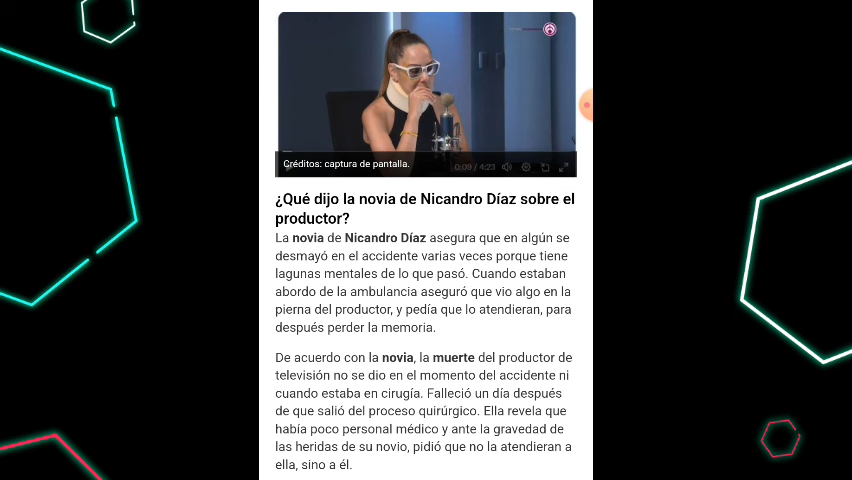 Créditos: captura de pantalla.
0:09 / 4:23
¿Qué dijo la novia de Nicandro Díaz sobre el
productor?
La novia de Nicandro Díaz asegura que en algún se
desmayó en el accidente varias veces porque tiene
lagunas mentales de lo que pasó. Cuando estaban
abordo de la ambulancia aseguró que vio algo en la
pierna del productor, y pedía que lo atendieran, para
después perder la memoria.
De acuerdo con la novia, la muerte del productor de
televisión no se dio en el momento del accidente ni
cuando estaba en cirugía. Falleció un día después
de que salió del proceso quirúrgico. Ella revela que
había poco personal médico y ante la gravedad de
las heridas de su novio, pidió que no la atendieran a
ella, sino a él.